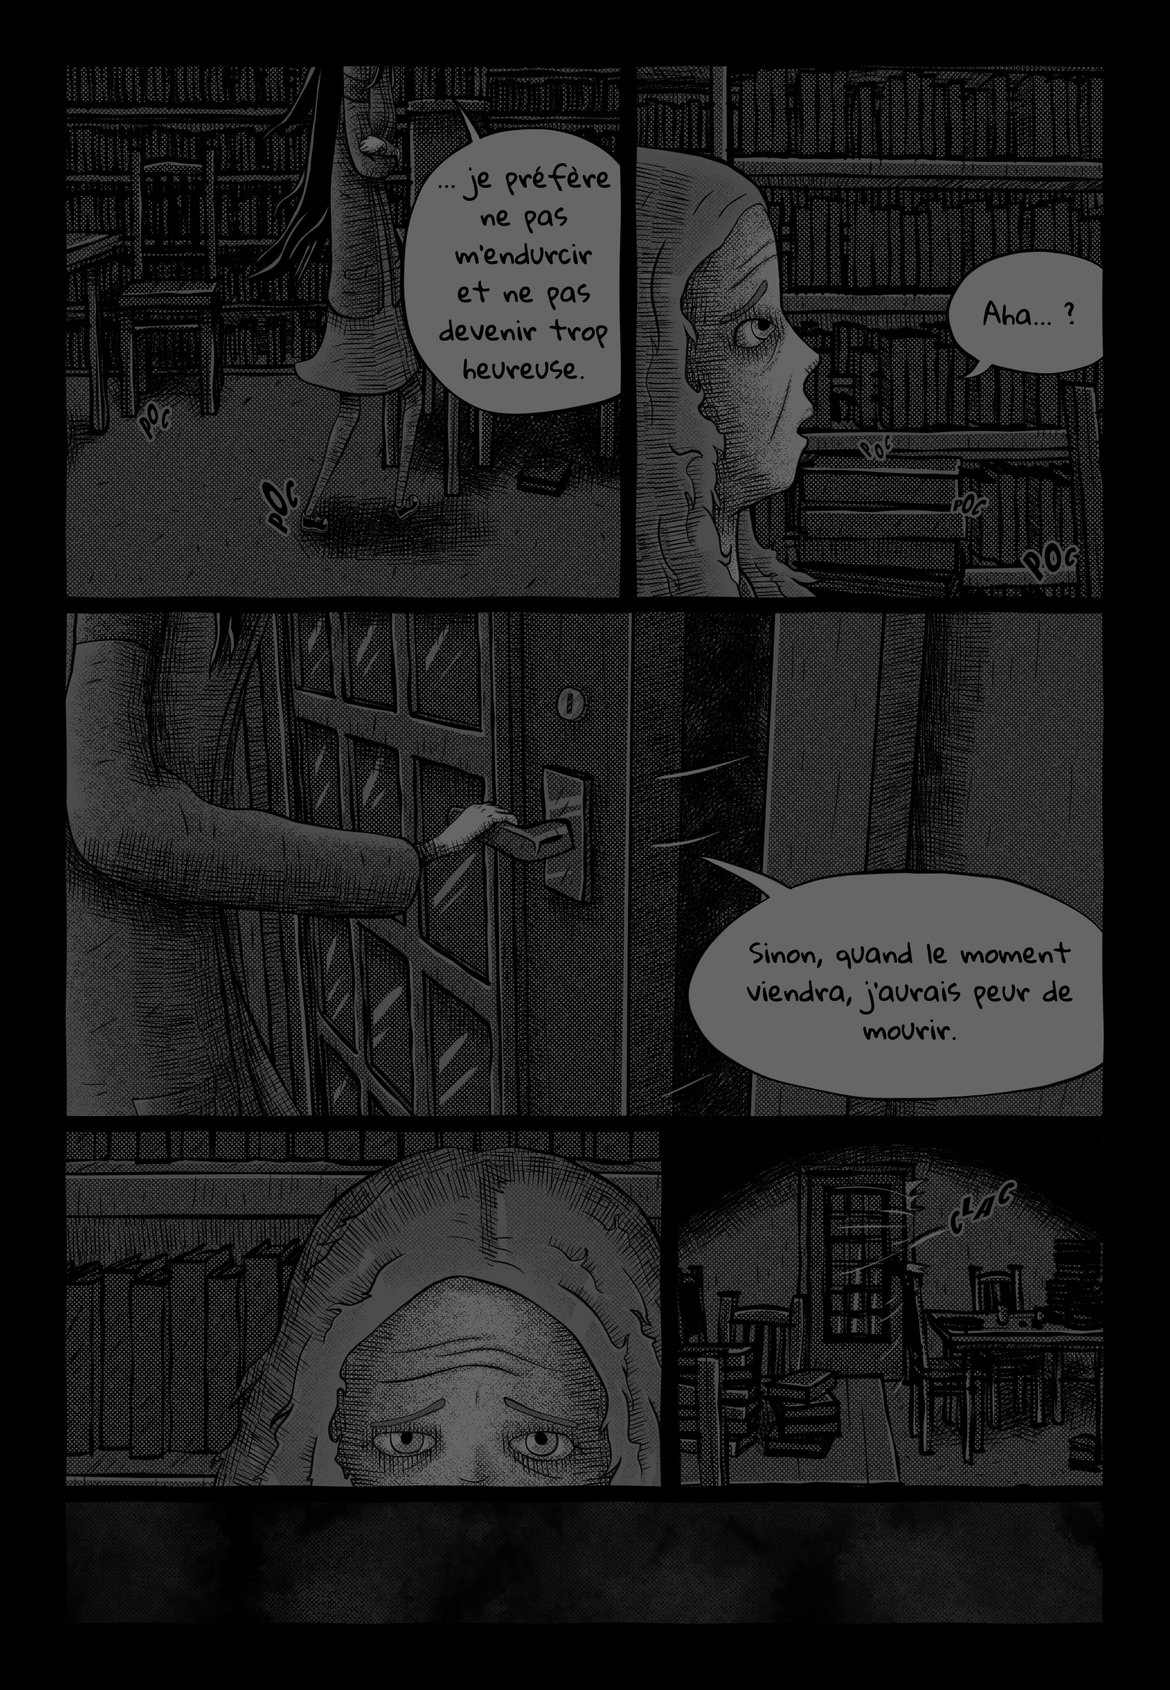 ... je préfère
ne pas
m'endurcir
et ne pas
devenir trop
heureuse.
POC
POC
Aha... ?
POC
POC
POC
Sinon, quand le moment
viendra, j'aurais peur de
mourir.
CLAC